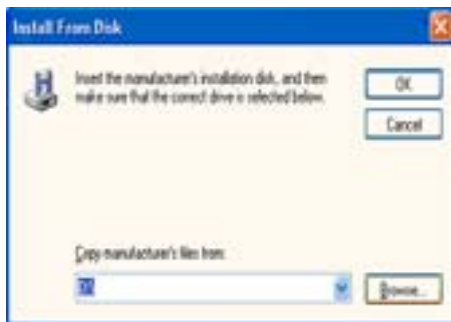 Install From Disk
Insert the manufacturer's installation disk, and then
make sure that the correct drive is selected below.
OK
Cancel
Copy manufacturer's files from:
Browse...